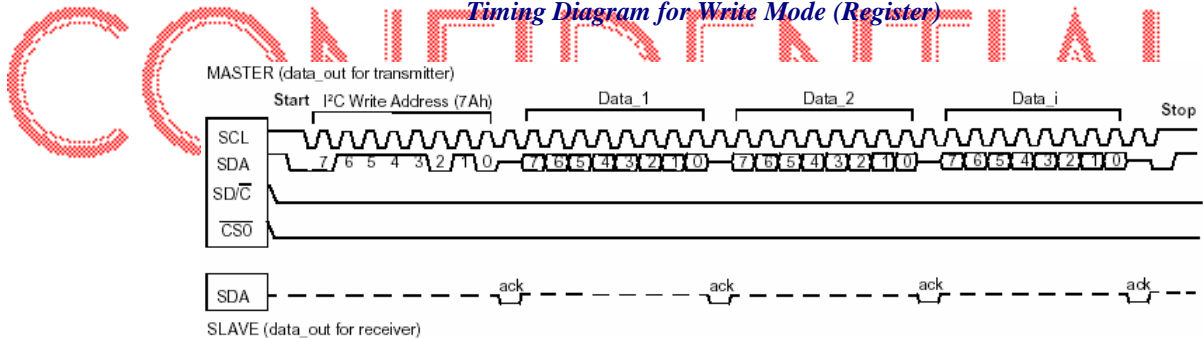 Timing Diagram for Write Mode (Register)
CONFIDENTIAL
MASTER (data_out for transmitter)
Start I²C Write Address (7Ah) Data_1 Data_2 Data_i Stop
SCL
SDA 7 6 5 4 3 2 1 0 7 6 5 4 3 2 1 0 7 6 5 4 3 2 1 0 7 6 5 4 3 2 1 0
SD/C̅
C̅S̅0̅
SDA ack ack ack ack
SLAVE (data_out for receiver)